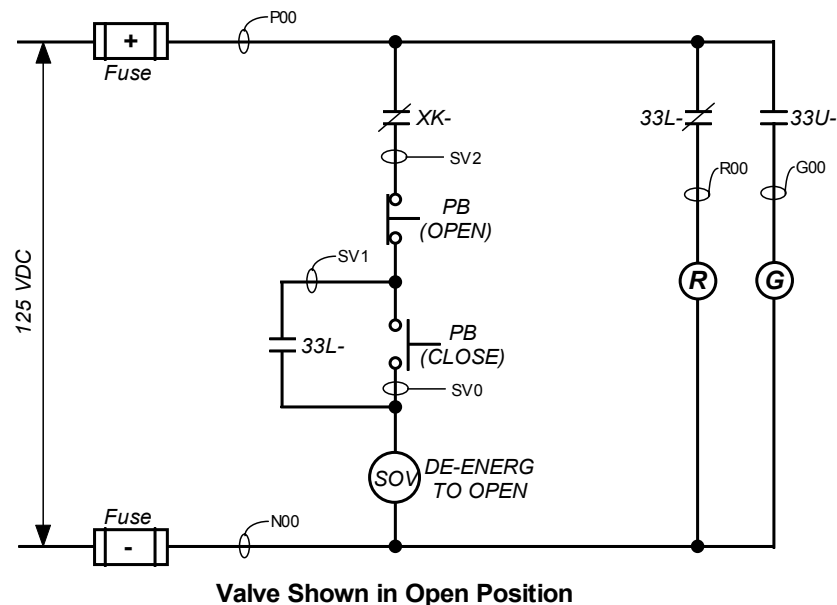 P00
+
Fuse
XK-
33L-
33U-
SV2
R00
G00
PB
(OPEN)
SV1
125 VDC
R
G
33L-
PB
(CLOSE)
SV0
SOV
DE-ENERG
TO OPEN
Fuse
-
N00
Valve Shown in Open Position